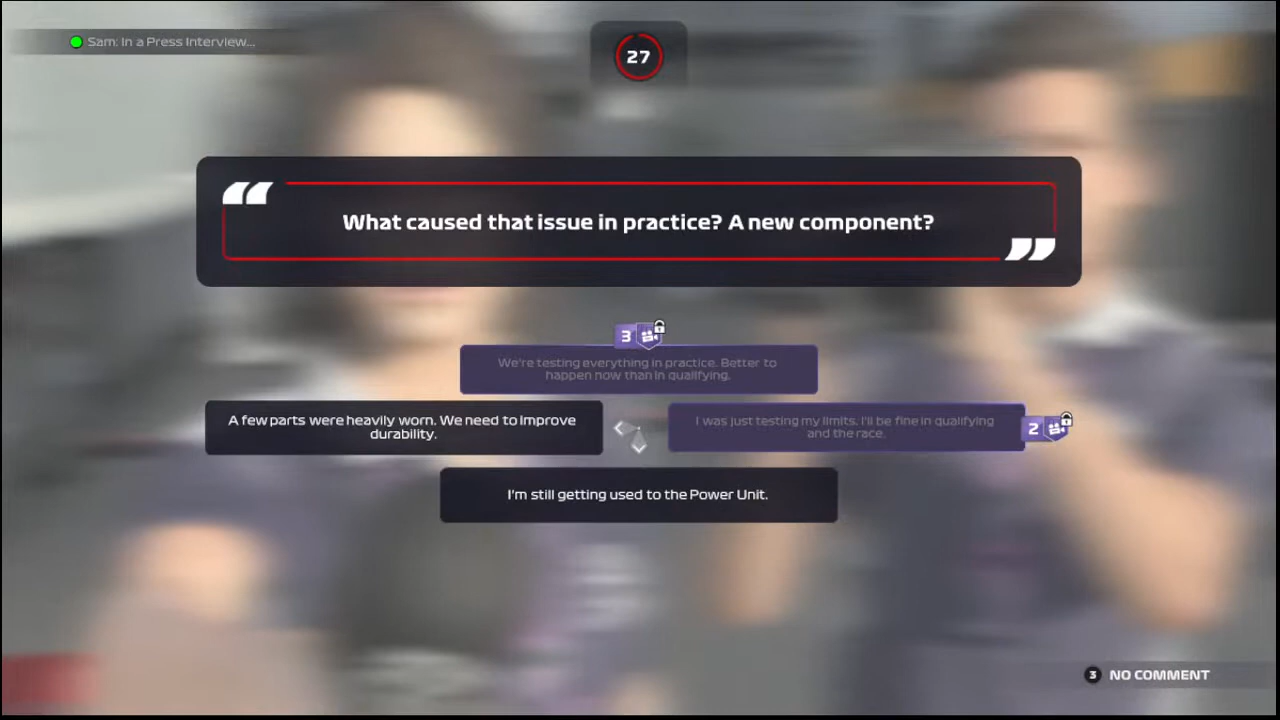 Sam: In a Press Interview...
27
What caused that issue in practice? A new component?
3
We're testing everything in practice. Better to
happen now than in qualifying.
A few parts were heavily worn. We need to improve
durability.
I was just testing my limits. I'll be fine in qualifying
and the race.
2
I'm still getting used to the Power Unit.
3 NO COMMENT